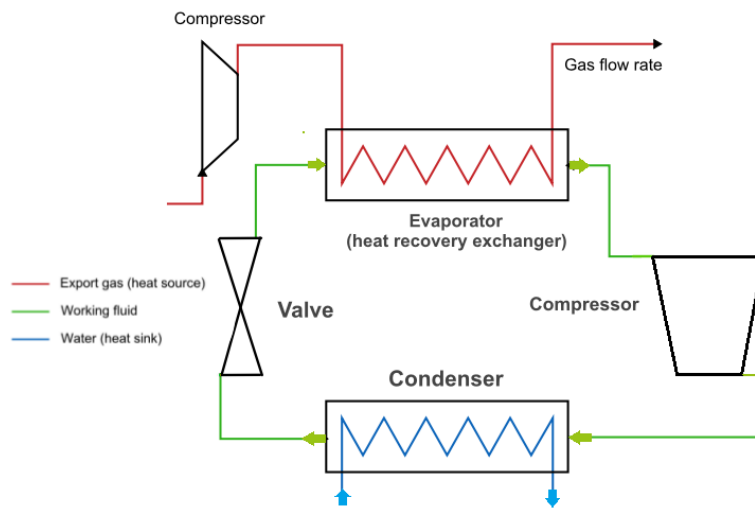 Compressor
Gas flow rate
Evaporator
(heat recovery exchanger)
Export gas (heat source)
Working fluid
Water (heat sink)
Valve
Compressor
Condenser